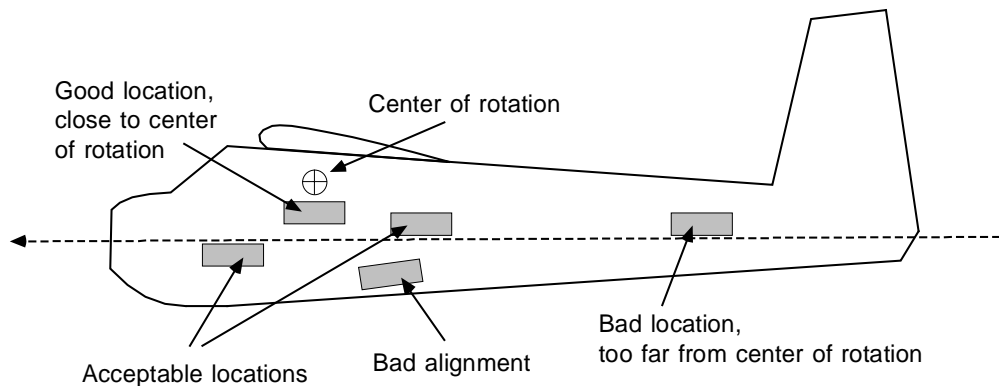 Good location,
close to center
of rotation
Center of rotation
Acceptable locations
Bad alignment
Bad location,
too far from center of rotation